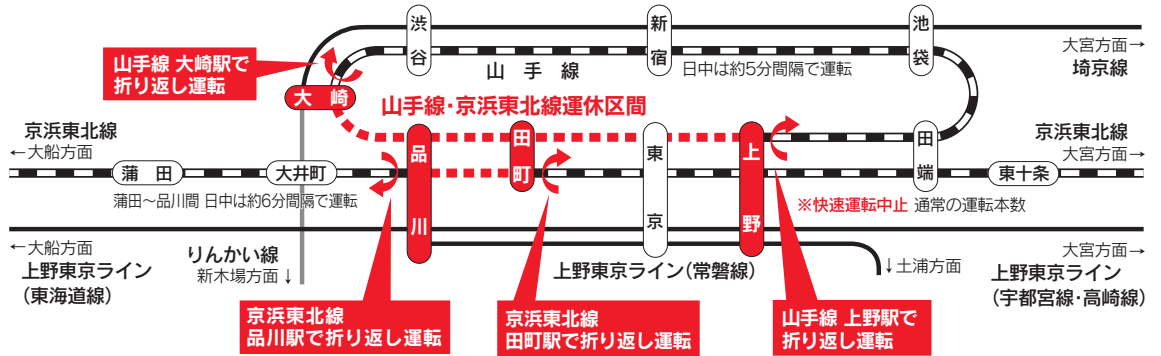 渋谷
新宿
池袋
大宮方面→
埼京線
山手線 大崎駅で
折り返し運転
山手線
日中は約5分間隔で運転
大崎
山手線・京浜東北線運休区間
京浜東北線
←大船方面
京浜東北線
大宮方面→
品川
田町
東京
上野
田端
蒲田
大井町
東十条
蒲田～品川間 日中は約6分間隔で運転
※快速運転中止 通常の運転本数
←大船方面
上野東京ライン
(東海道線)
りんかい線
新木場方面↓
上野東京ライン(常磐線)
↓土浦方面
大宮方面→
上野東京ライン
(宇都宮線・高崎線)
京浜東北線
品川駅で折り返し運転
京浜東北線
田町駅で折り返し運転
山手線 上野駅で
折り返し運転